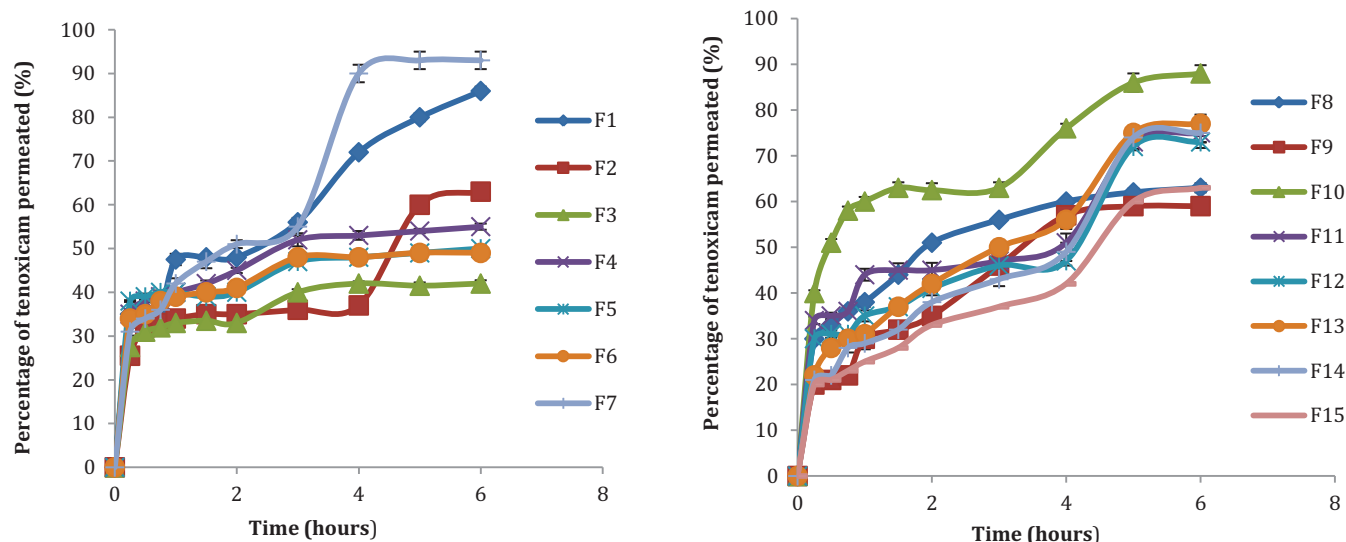 Percentage of tenoxicam permeated (%)
100
90
80
70
60
50
40
30
20
10
0
0 2 4 6 8
Time (hours)
F1
F2
F3
F4
F5
F6
F7
Percentage of tenoxicam permeated (%)
100
90
80
70
60
50
40
30
20
10
0
0 2 4 6 8
Time (hours)
F8
F9
F10
F11
F12
F13
F14
F15